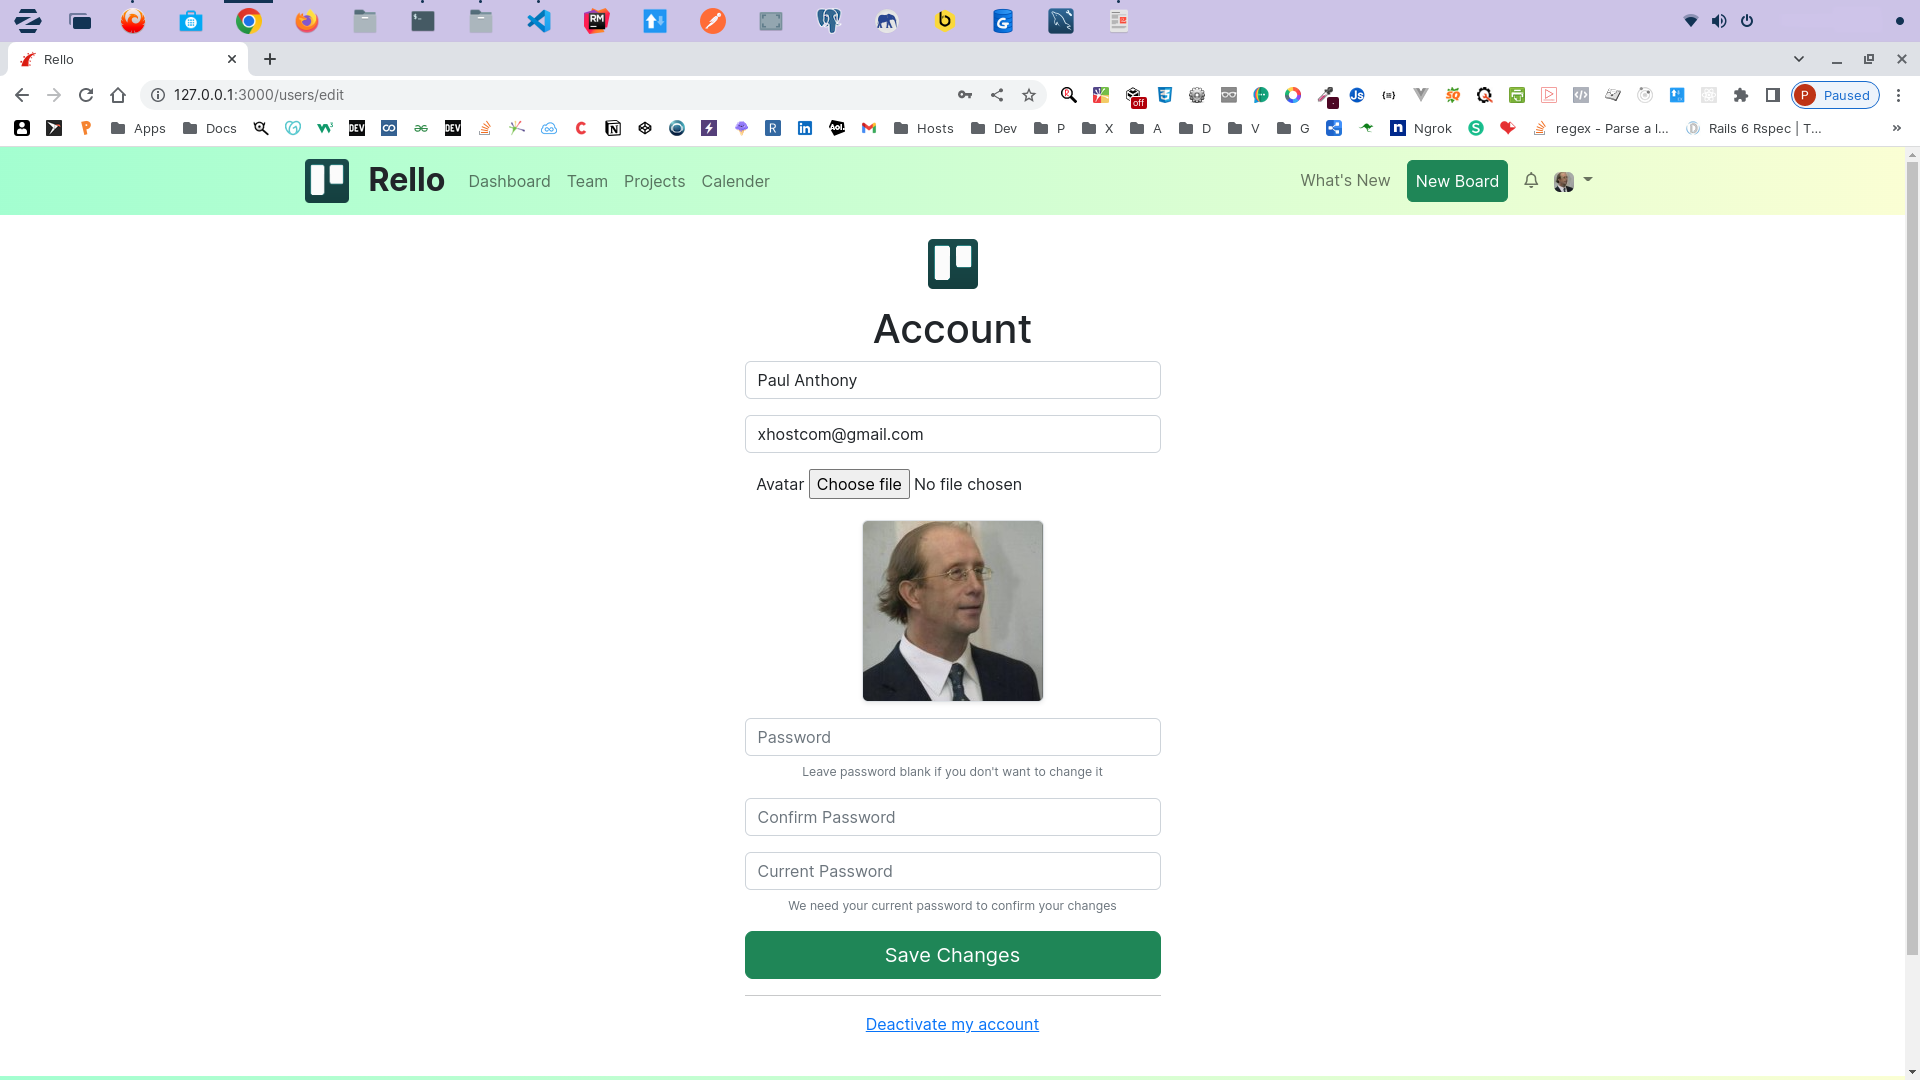 Rello
127.0.0.1:3000/users/edit
off
Paused
Apps
Docs
Hosts
Dev
P
X
A
D
V
G
Ngrok
regex - Parse a l...
Rails 6 Rspec | T...
Rello
Dashboard
Team
Projects
Calender
What's New
New Board
Account
Paul Anthony
xhostcom@gmail.com
Avatar Choose file No file chosen
Password
Leave password blank if you don't want to change it
Confirm Password
Current Password
We need your current password to confirm your changes
Save Changes
Deactivate my account